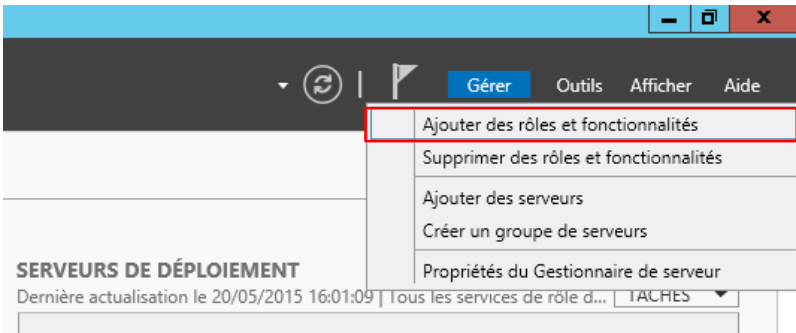 Gérer Outils Afficher Aide
Ajouter des rôles et fonctionnalités
Supprimer des rôles et fonctionnalités
Ajouter des serveurs
Créer un groupe de serveurs
Propriétés du Gestionnaire de serveur
SERVEURS DE DÉPLOIEMENT
Dernière actualisation le 20/05/2015 16:01:09 | Tous les services de rôle d... TÂCHES